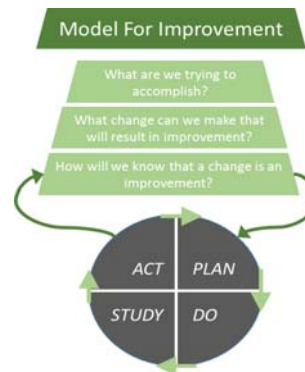 Model For Improvement
What are we trying to
accomplish?
What change can we make that
will result in improvement?
How will we know that a change is an
improvement?
ACT
PLAN
STUDY
DO